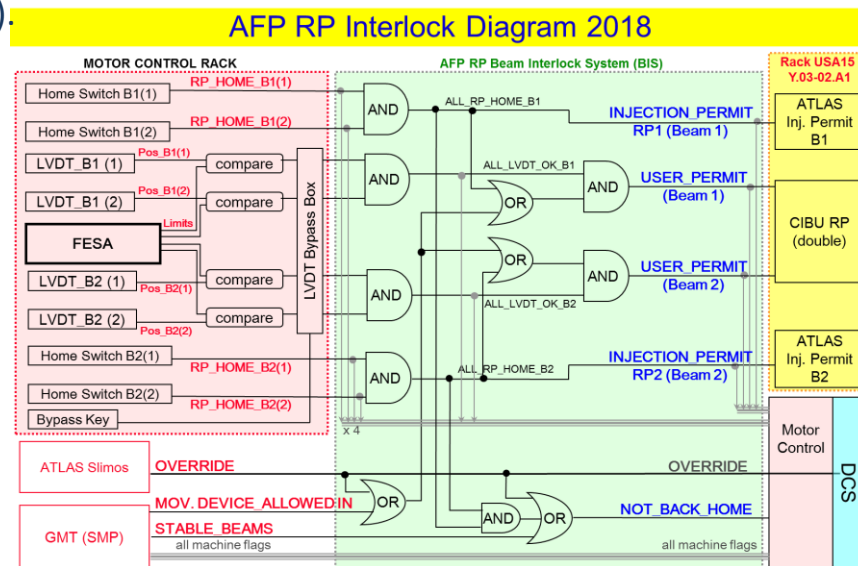 ).
AFP RP Interlock Diagram 2018
MOTOR CONTROL RACK
AFP RP Beam Interlock System (BIS)
Rack USA15
Y.03-02.A1
Home Switch B1(1)
RP_HOME_B1(1)
Home Switch B1(2)
RP_HOME_B1(2)
AND
ALL_RP_HOME_B1
INJECTION_PERMIT
RP1 (Beam 1)
ATLAS
Inj. Permit
B1
LVDT_B1 (1)
Pos_B1(1)
compare
LVDT_B1 (2)
Pos_B1(2)
compare
Limits
FESA
LVDT_B2 (1)
Pos_B2(1)
compare
LVDT_B2 (2)
Pos_B2(2)
compare
LVDT Bypass Box
AND
ALL_LVDT_OK_B1
OR
AND
USER_PERMIT
(Beam 1)
CIBU RP
(double)
OR
AND
USER_PERMIT
(Beam 2)
AND
ALL_LVDT_OK_B2
Home Switch B2(1)
RP_HOME_B2(1)
Home Switch B2(2)
RP_HOME_B2(2)
AND
ALL_RP_HOME_B2
INJECTION_PERMIT
RP2 (Beam 2)
ATLAS
Inj. Permit
B2
Bypass Key
x 4
Motor
Control
DCS
ATLAS Slimos
OVERRIDE
OVERRIDE
GMT (SMP)
MOV. DEVICE_ALLOWED IN
OR
STABLE_BEAMS
AND
OR
NOT_BACK_HOME
all machine flags
all machine flags